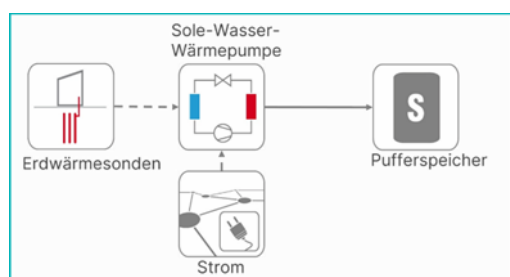 Sole-Wasser-
Wärmepumpe
S
Erdwärmesonden
Pufferspeicher
Strom